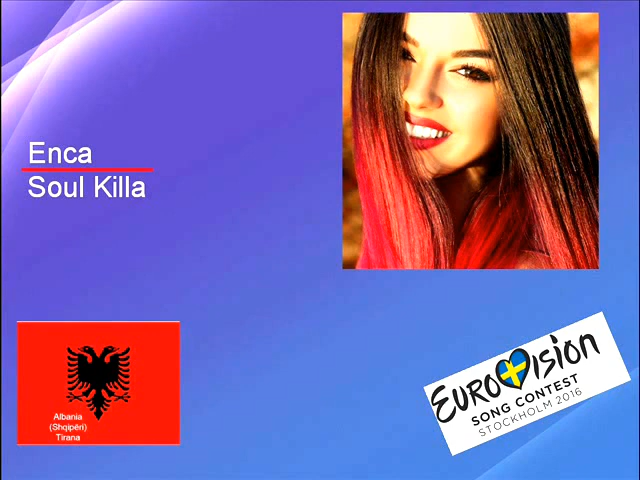 Enca
Soul Killa
Albania
(Shqipëri)
Tirana
EUROVISION
SONG CONTEST
STOCKHOLM 2016